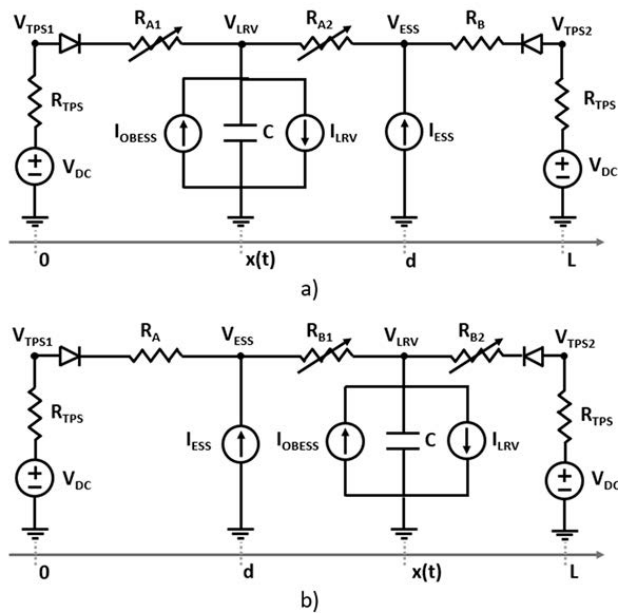 V_TPS1 R_A1 V_LRV R_A2 V_ESS R_B V_TPS2
R_TPS I_OBESS C I_LRV I_ESS R_TPS
V_DC V_DC
0 x(t) d L
a)
V_TPS1 R_A V_ESS R_B1 V_LRV R_B2 V_TPS2
R_TPS I_ESS I_OBESS C I_LRV R_TPS
V_DC V_DC
0 d x(t) L
b)